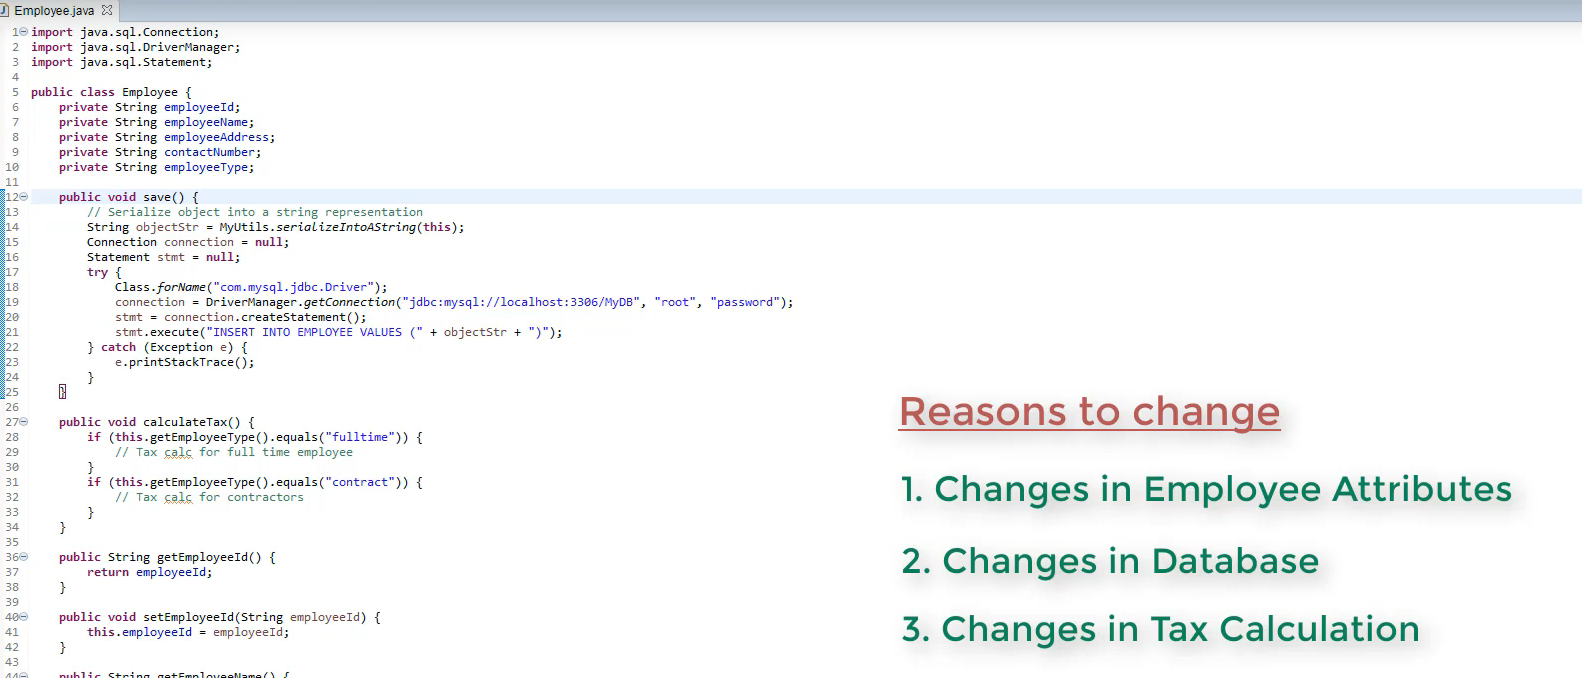 Employee.java
1 import java.sql.Connection;
2 import java.sql.DriverManager;
3 import java.sql.Statement;
4
5 public class Employee {
6 private String employeeId;
7 private String employeeName;
8 private String employeeAddress;
9 private String contactNumber;
10 private String employeeType;
11
12 public void save() {
13 // Serialize object into a string representation
14 String objectStr = MyUtils.serializeIntoAString(this);
15 Connection connection = null;
16 Statement stmt = null;
17 try {
18 Class.forName("com.mysql.jdbc.Driver");
19 connection = DriverManager.getConnection("jdbc:mysql://localhost:3306/MyDB", "root", "password");
20 stmt = connection.createStatement();
21 stmt.execute("INSERT INTO EMPLOYEE VALUES (" + objectStr + ")");
22 } catch (Exception e) {
23 e.printStackTrace();
24 }
25 }
26
27 public void calculateTax() {
28 if (this.getEmployeeType().equals("fulltime")) {
29 // Tax calc for full time employee
30 }
31 if (this.getEmployeeType().equals("contract")) {
32 // Tax calc for contractors
33 }
34 }
35
36 public String getEmployeeId() {
37 return employeeId;
38 }
39
40 public void setEmployeeId(String employeeId) {
41 this.employeeId = employeeId;
42 }
43
44 public String getEmployeeName() {
Reasons to change
1. Changes in Employee Attributes
2. Changes in Database
3. Changes in Tax Calculation